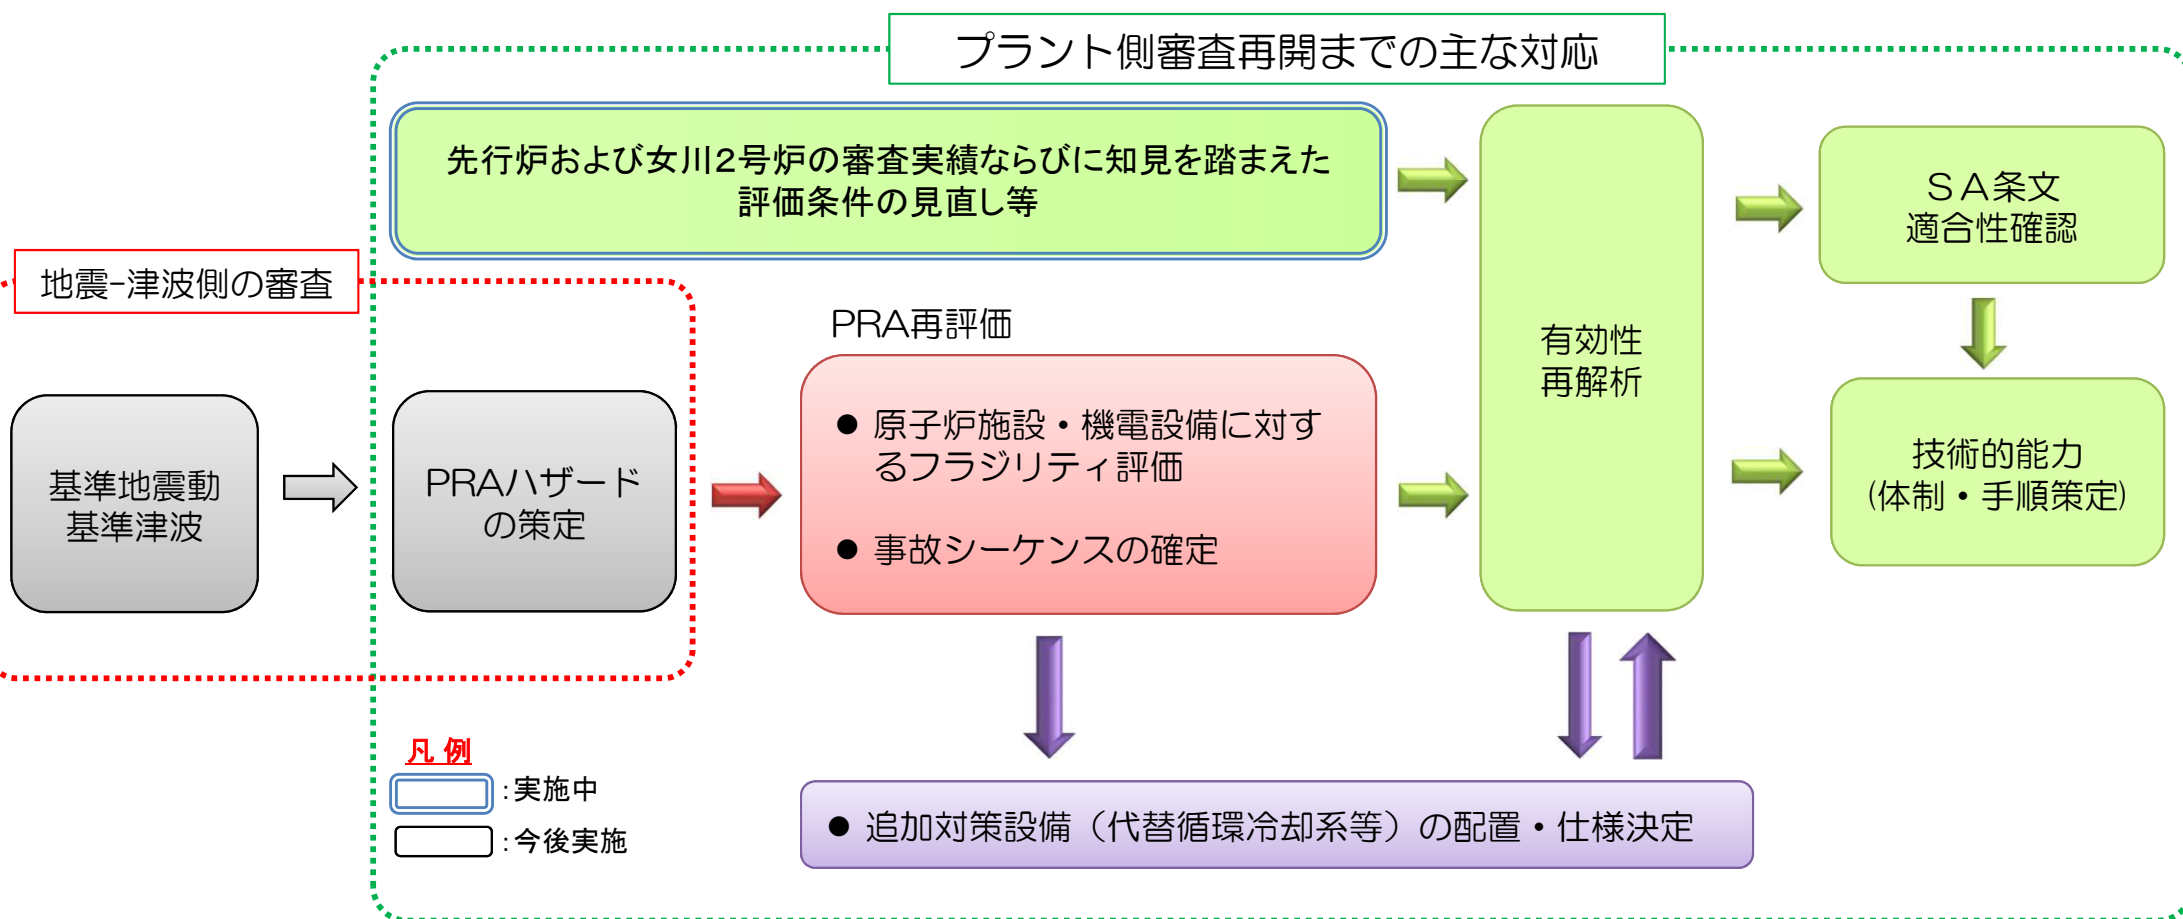 プラント側審査再開までの主な対応
先行炉および女川2号炉の審査実績ならびに知見を踏まえた
評価条件の見直し等
地震-津波側の審査
基準地震動
基準津波
PRAハザード
の策定
PRA再評価
● 原子炉施設・機電設備に対す
るフラジリティ評価
● 事故シーケンスの確定
有効性
再解析
SA条文
適合性確認
技術的能力
(体制・手順策定)
● 追加対策設備（代替循環冷却系等）の配置・仕様決定
凡 例
：実施中
：今後実施